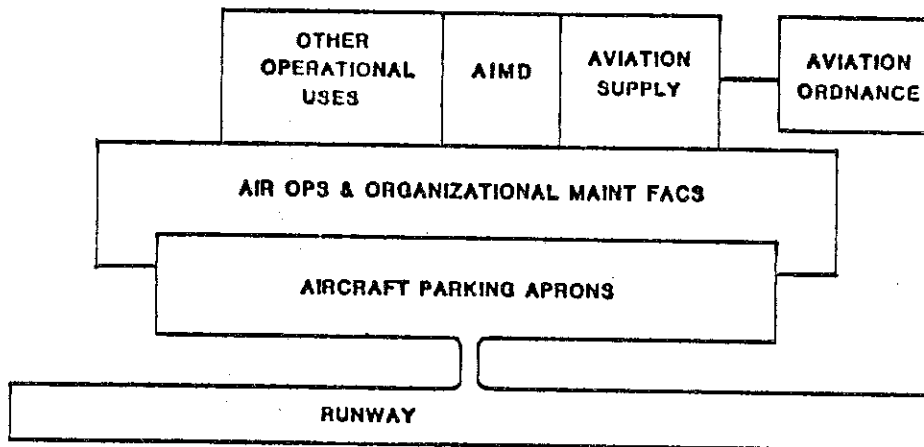 OTHER
OPERATIONAL
USES
AIMD
AVIATION
SUPPLY
AVIATION
ORDNANCE
AIR OPS & ORGANIZATIONAL MAINT FACS
AIRCRAFT PARKING APRONS
RUNWAY